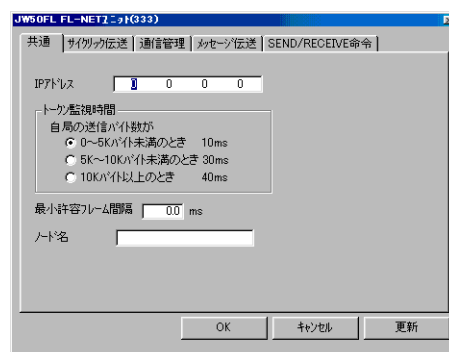 JW50FL FL-NETﾕﾆｯﾄ(333)
共通 ｻｲｸﾘｯｸ伝送 通信管理 ﾒｯｾｰｼﾞ伝送 SEND/RECEIVE命令
IPｱﾄﾞﾚｽ 0 0 0 0
ﾄｰｸﾝ監視時間
自局の送信ﾊﾞｲﾄ数が
0～5Kﾊﾞｲﾄ未満のとき 10ms
5K～10Kﾊﾞｲﾄ未満のとき 30ms
10Kﾊﾞｲﾄ以上のとき 40ms
最小許容ﾌﾚｰﾑ間隔 0.0 ms
ﾉｰﾄﾞ名
OK ｷｬﾝｾﾙ 更新